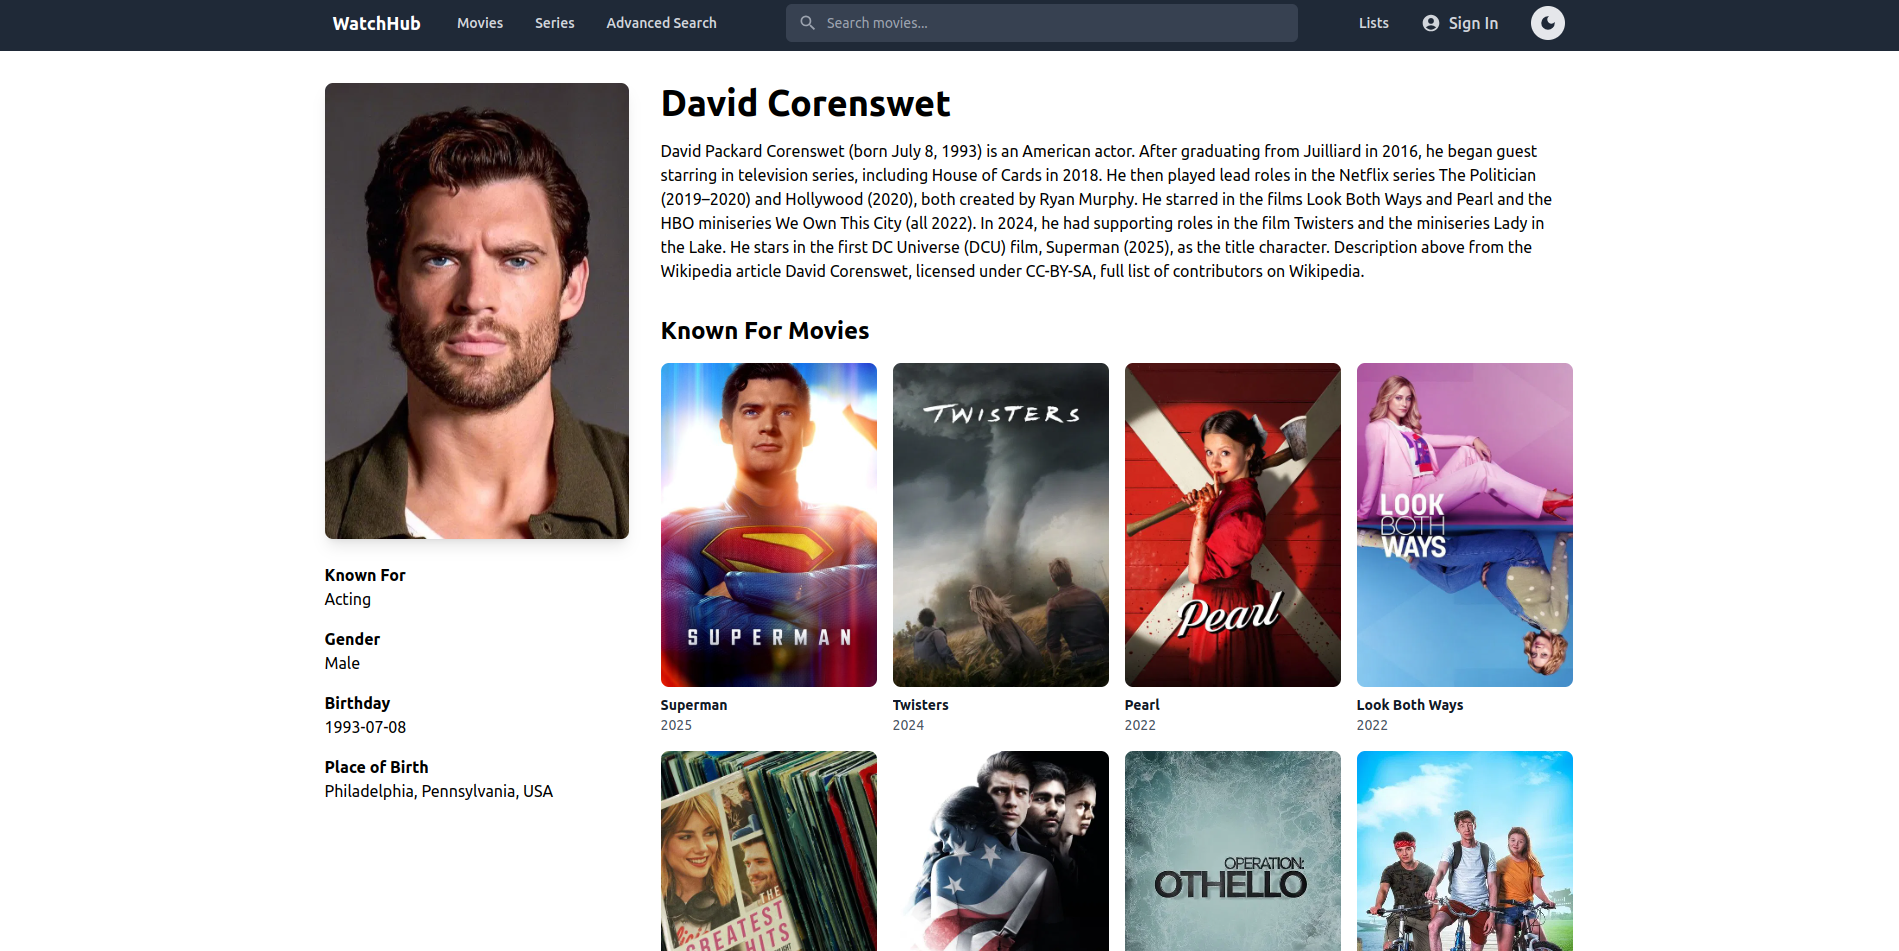 WatchHub Movies Series Advanced Search Search movies... Lists Sign In
David Corenswet
David Packard Corenswet (born July 8, 1993) is an American actor. After graduating from Juilliard in 2016, he began guest
starring in television series, including House of Cards in 2018. He then played lead roles in the Netflix series The Politician
(2019–2020) and Hollywood (2020), both created by Ryan Murphy. He starred in the films Look Both Ways and Pearl and the
HBO miniseries We Own This City (all 2022). In 2024, he had supporting roles in the film Twisters and the miniseries Lady in
the Lake. He stars in the first DC Universe (DCU) film, Superman (2025), as the title character. Description above from the
Wikipedia article David Corenswet, licensed under CC-BY-SA, full list of contributors on Wikipedia.
Known For
Acting
Gender
Male
Birthday
1993-07-08
Place of Birth
Philadelphia, Pennsylvania, USA
Known For Movies
SUPERMAN
Superman
2025
TWISTERS
Twisters
2024
Pearl
Pearl
2022
LOOK
BOTH
WAYS
Look Both Ways
2022
THE
GREATEST
HITS
OPERATION:
OTHELLO